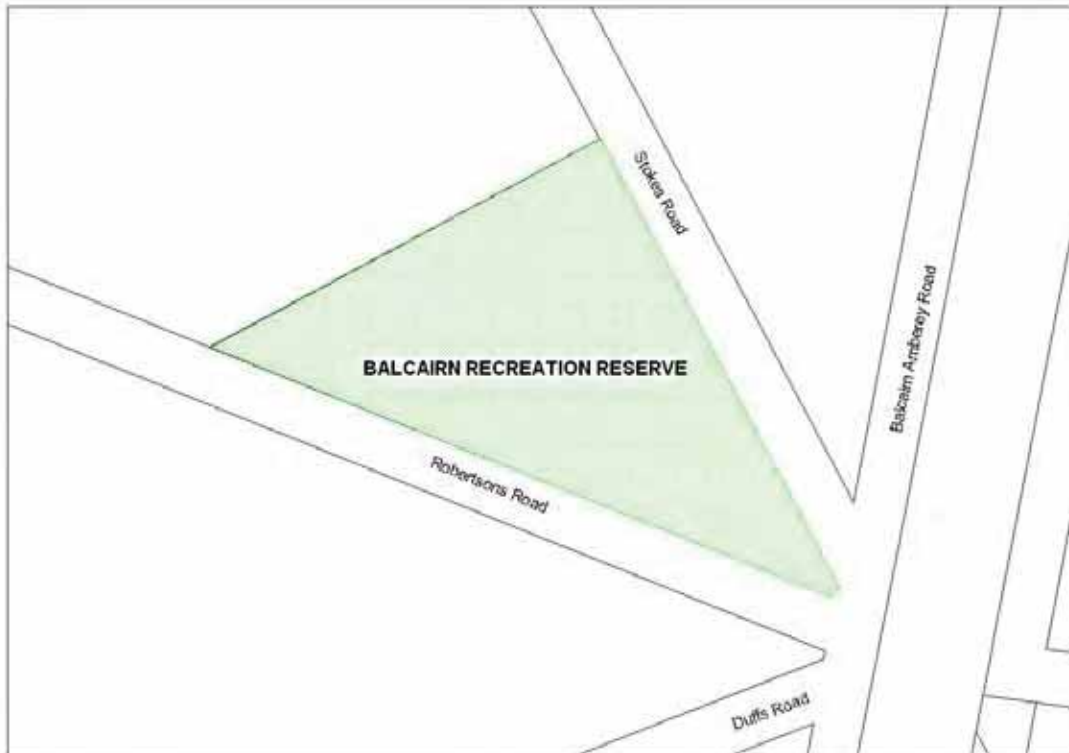 Stokes Road
Balcairn Amberley Road
BALCAIRN RECREATION RESERVE
Robertsons Road
Duffs Road